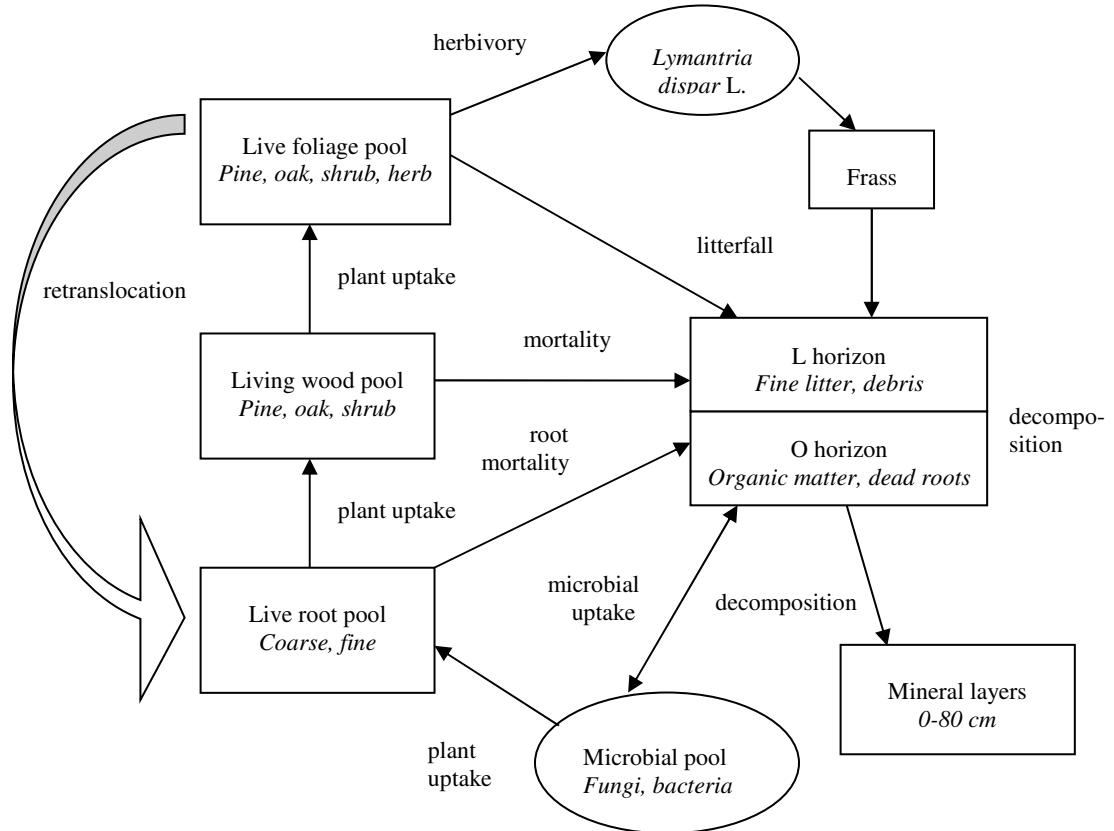 herbivory
Lymantria
dispar L.
Live foliage pool
Pine, oak, shrub, herb
Frass
litterfall
retranslocation
plant uptake
mortality
Living wood pool
Pine, oak, shrub
L horizon
Fine litter, debris
decompo-
sition
root
mortality
O horizon
Organic matter, dead roots
plant uptake
microbial
uptake
decomposition
Live root pool
Coarse, fine
Mineral layers
0-80 cm
plant
uptake
Microbial pool
Fungi, bacteria